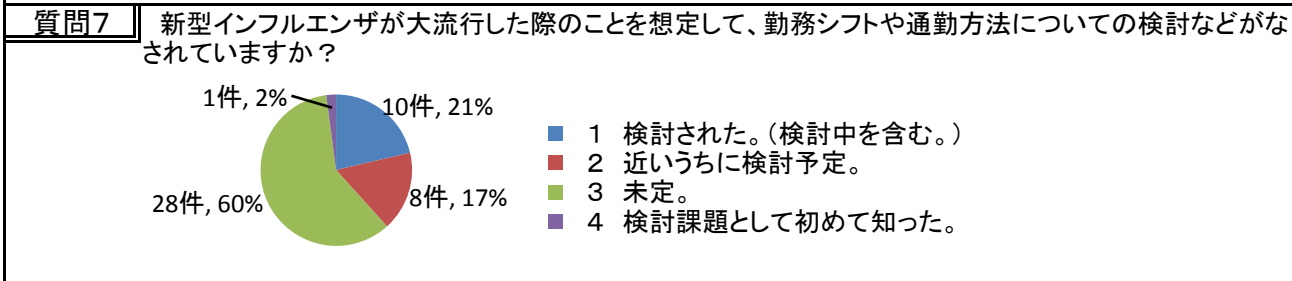 質問7 新型インフルエンザが大流行した際のことを想定して、勤務シフトや通勤方法についての検討などがな
されていますか？
1件, 2%
10件, 21%
28件, 60%
8件, 17%
1 検討された。（検討中を含む。）
2 近いうちに検討予定。
3 未定。
4 検討課題として初めて知った。